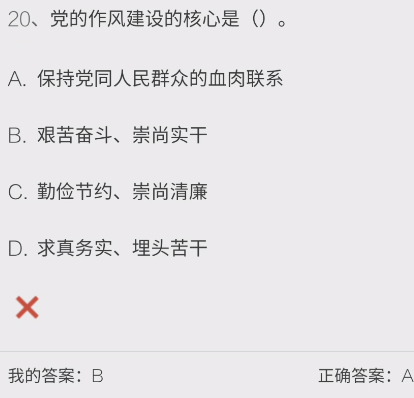 20、党的作风建设的核心是（）。
A. 保持党同人民群众的血肉联系
B. 艰苦奋斗、崇尚实干
C. 勤俭节约、崇尚清廉
D. 求真务实、埋头苦干
我的答案：B 正确答案：A